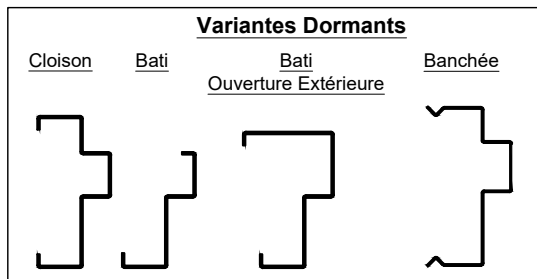 Variantes Dormants
Cloison Bati Bati Banchée
Ouverture Extérieure